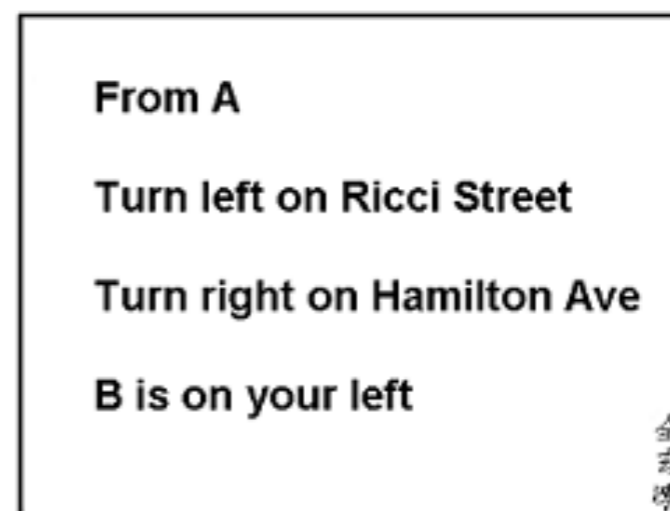 From A
Turn left on Ricci Street
Turn right on Hamilton Ave
B is on your left